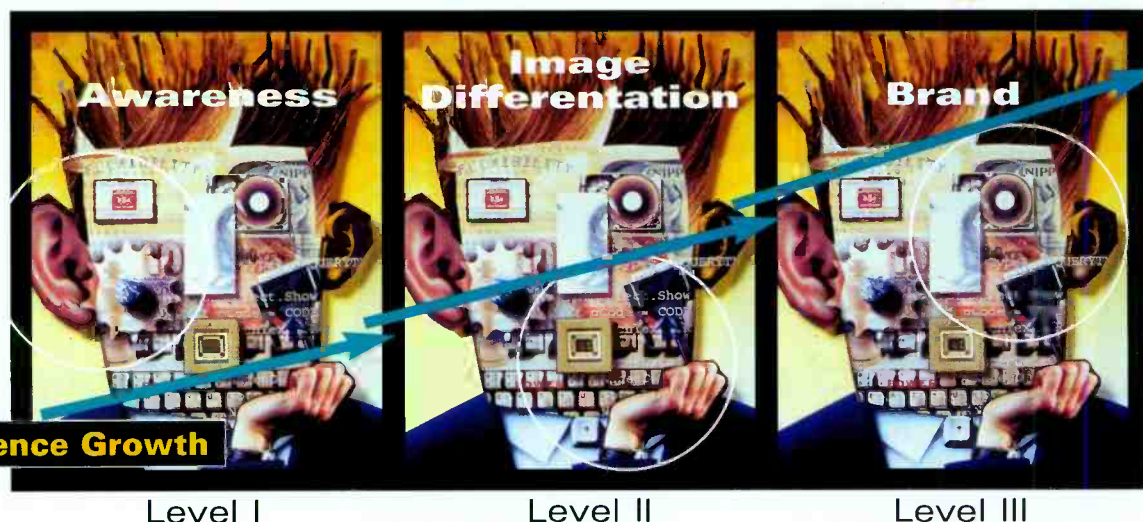 Awareness
Image
Differentation
Brand
ence Growth
Level I
Level II
Level III